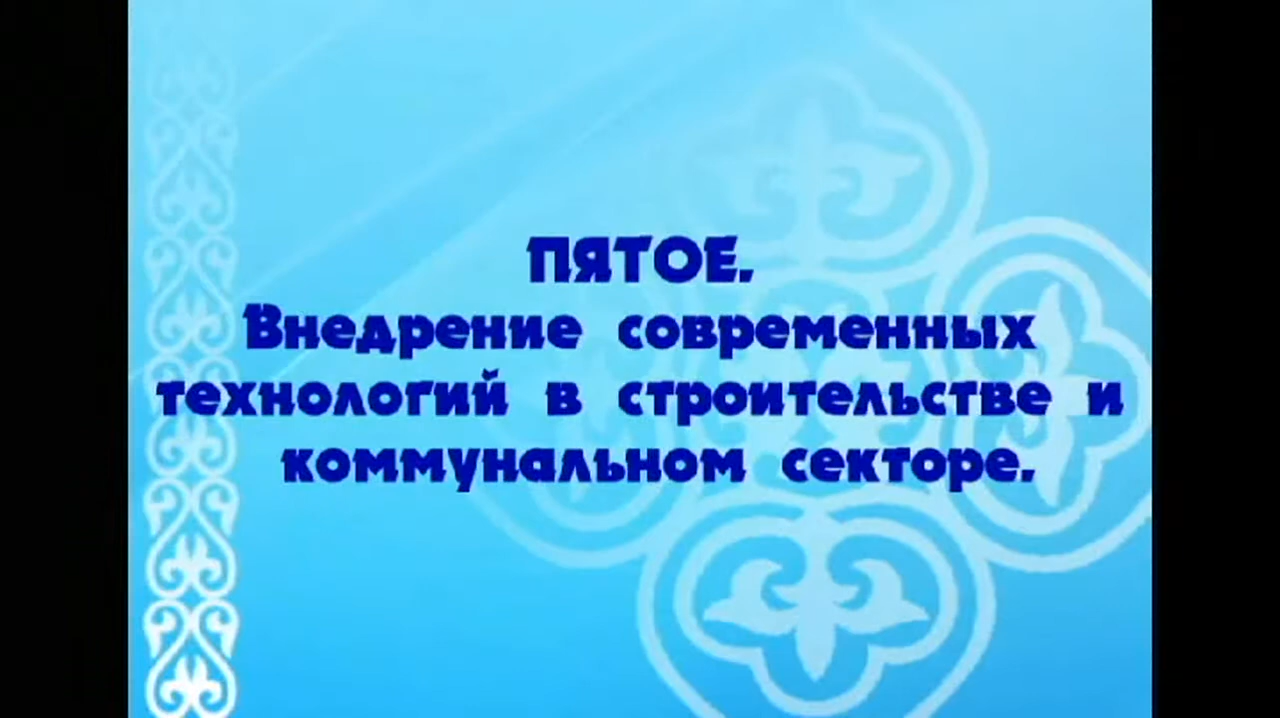 ПЯТОЕ.
Внедрение современных
технологий в строительстве и
коммунальном секторе.